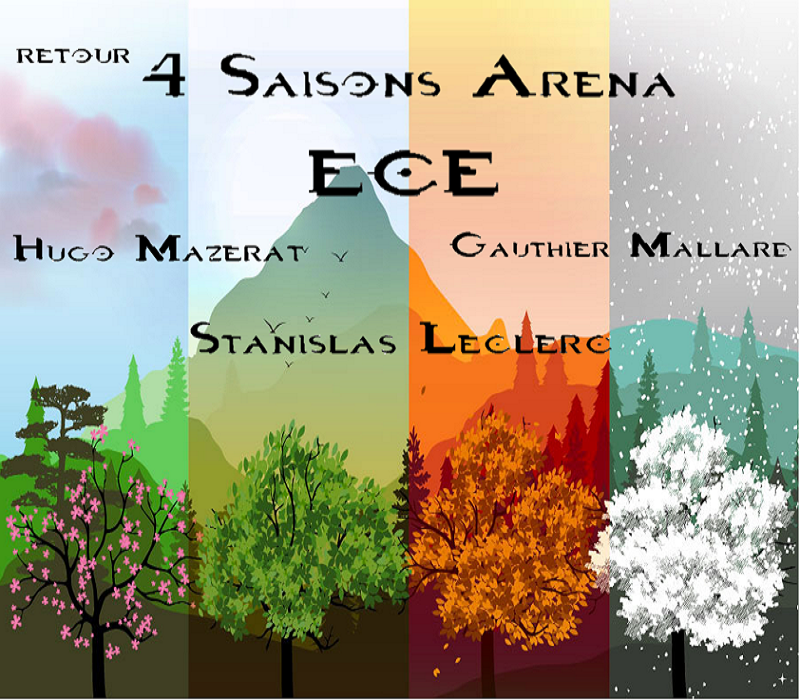 RETOUR
4 SAISONS ARENA
ECE
HUGO MAZERAT
GAUTHIER MALLARD
STANISLAS LECLERC